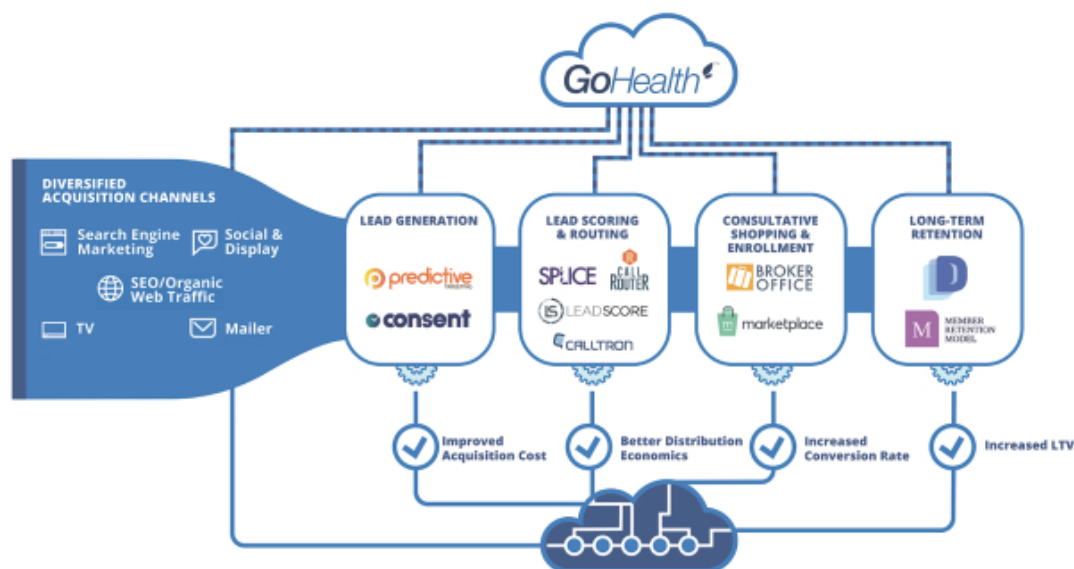 GoHealth
DIVERSIFIED
ACQUISITION CHANNELS
Search Engine
Marketing
Social &
Display
SEO/Organic
Web Traffic
TV
Mailer
LEAD GENERATION
predictive
consent
LEAD SCORING
& ROUTING
SPLICE
CALL
ROUTER
LS LEADSCORE
CALLTRON
CONSULTATIVE
SHOPPING &
ENROLLMENT
BROKER
OFFICE
marketplace
LONG-TERM
RETENTION
M
MEMBER
RETENTION
MODEL
Improved
Acquisition Cost
Better Distribution
Economics
Increased
Conversion Rate
Increased LTV